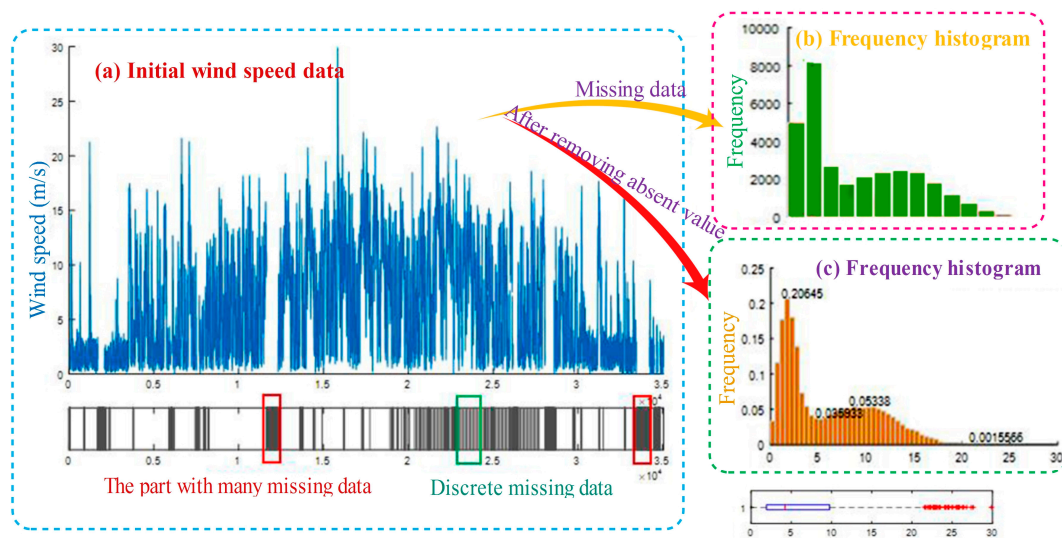 (a) Initial wind speed data
Wind speed (m/s)
30
25
20
15
10
5
0
0 0.5 1 1.5 2 2.5 3 3.5
×10⁴
0 0.5 1 1.5 2 2.5 3 3.5
×10⁴
The part with many missing data
Discrete missing data
Missing data
After removing absent value
(b) Frequency histogram
Frequency
10000
8000
6000
4000
2000
0
(c) Frequency histogram
Frequency
0.25
0.2
0.15
0.1
0.05
0
0.20645
0.05338
0.0015566
0 5 10 15 20 25 30
1
0 5 10 15 20 25 30